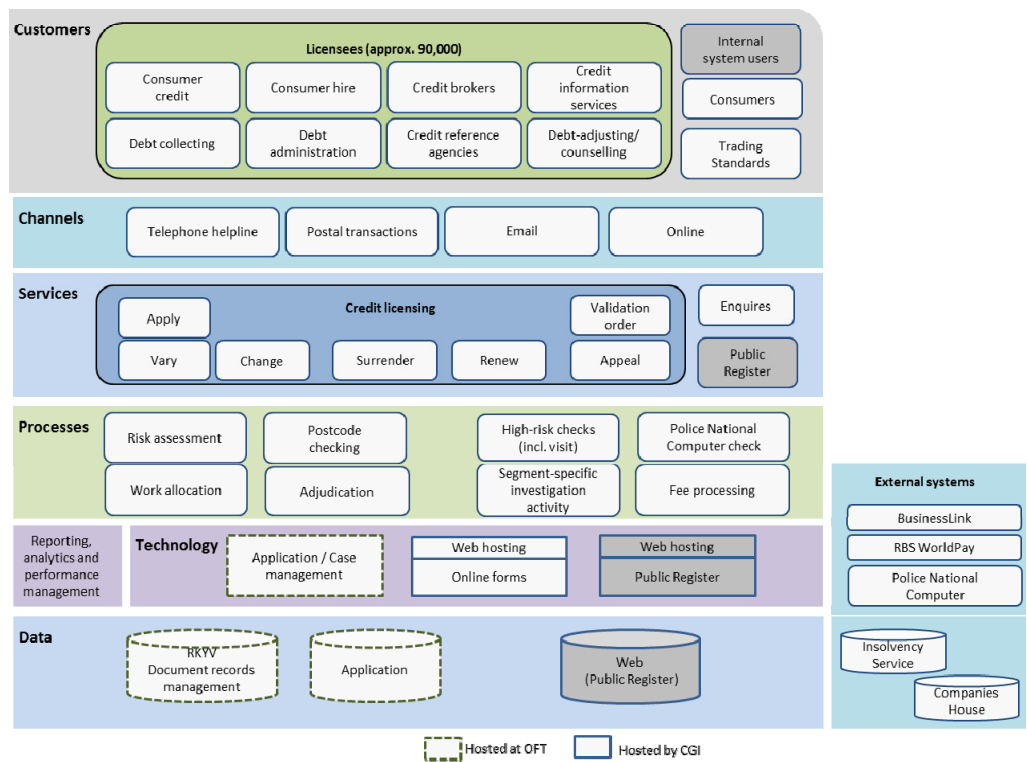 Customers
Licensees (approx. 90,000)
Consumer
credit
Consumer hire
Credit brokers
Credit
information
services
Debt collecting
Debt
administration
Credit reference
agencies
Debt-adjusting/
counselling
Internal
system users
Consumers
Trading
Standards
Channels
Telephone helpline
Postal transactions
Email
Online
Services
Credit licensing
Apply
Validation
order
Vary
Change
Surrender
Renew
Appeal
Enquires
Public
Register
Processes
Risk assessment
Postcode
checking
High-risk checks
(incl. visit)
Police National
Computer check
Work allocation
Adjudication
Segment-specific
investigation
activity
Fee processing
Reporting,
analytics and
performance
management
Technology
Application / Case
management
Web hosting
Online forms
Web hosting
Public Register
External systems
BusinessLink
RBS WorldPay
Police National
Computer
Data
RKYV
Document records
management
Application
Web
(Public Register)
Insolvency
Service
Companies
House
Hosted at OFT
Hosted by CGI